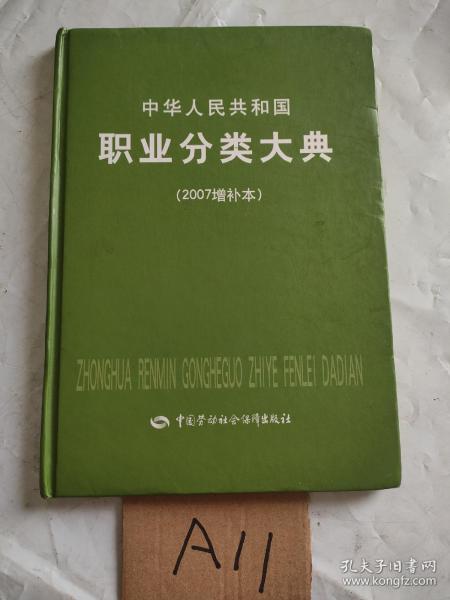 中华人民共和国
职业分类大典
(2007增补本)
ZHONGHUA RENMIN GONGHEGUO ZHIYE FENLEI DADIAN
中国劳动社会保障出版社
A11
孔夫子旧书网
www.kongfz.com